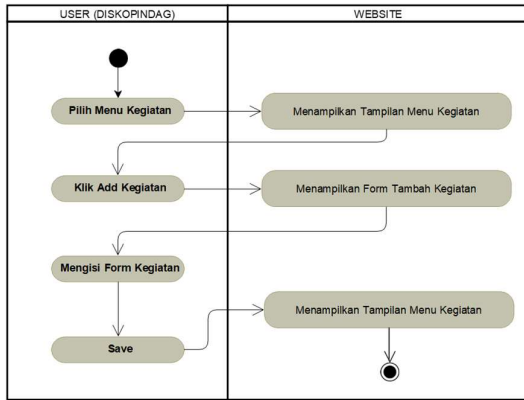 USER (DISKOPINDAG)
WEBSITE
Pilih Menu Kegiatan
Menampilkan Tampilan Menu Kegiatan
Klik Add Kegiatan
Menampilkan Form Tambah Kegiatan
Mengisi Form Kegiatan
Menampilkan Tampilan Menu Kegiatan
Save